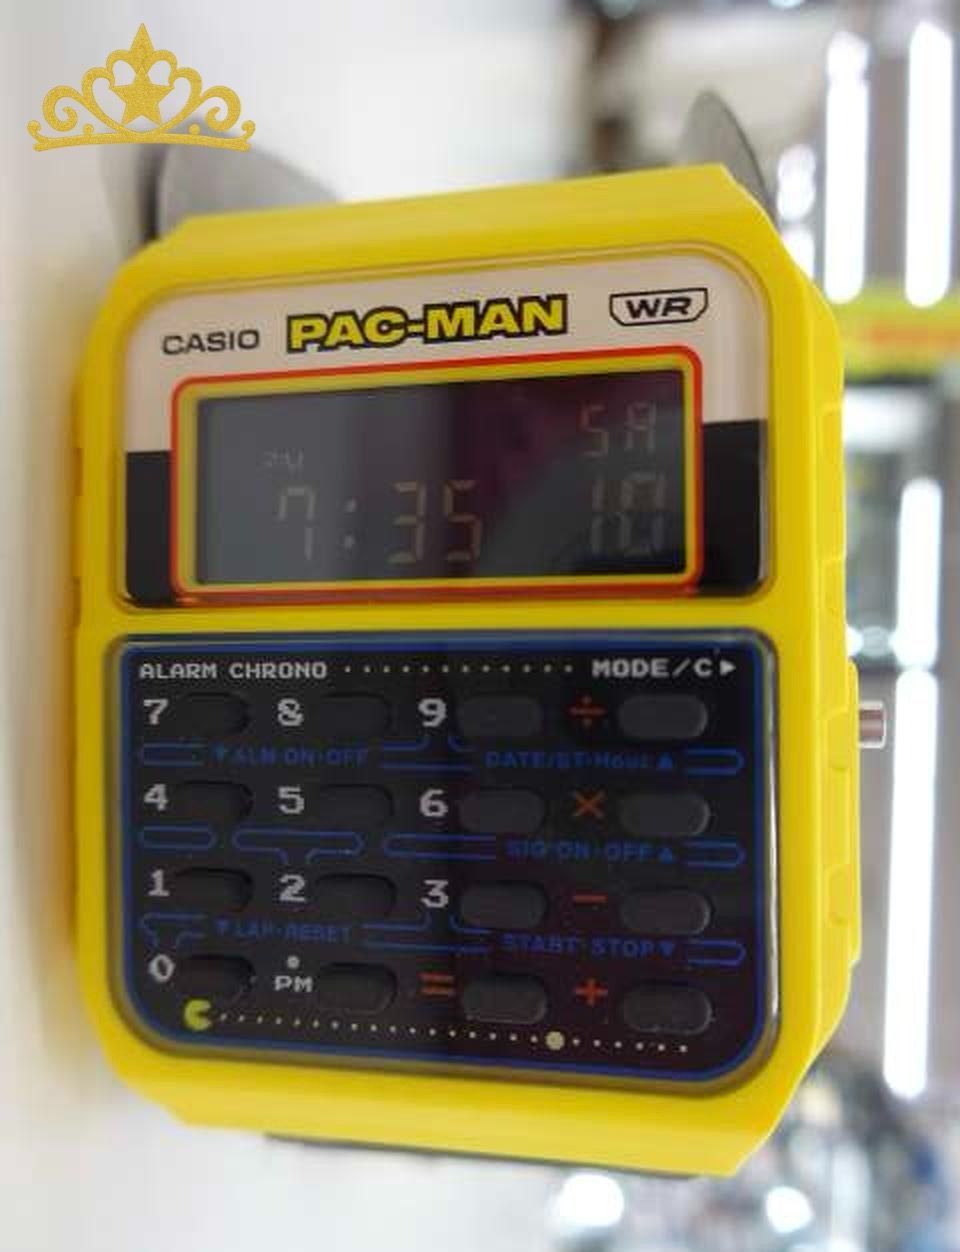 CASIO PAC-MAN WR
SA
PM
7:35
ALARM CHRONO MODE/C▶
7 8 9 ÷
▼ALM ON·OFF DATE/ST·Hour▲
4 5 6 ×
SIG ON·OFF▲
1 2 3 −
▼LAP·RESET START·STOP▼
0 • PM = +